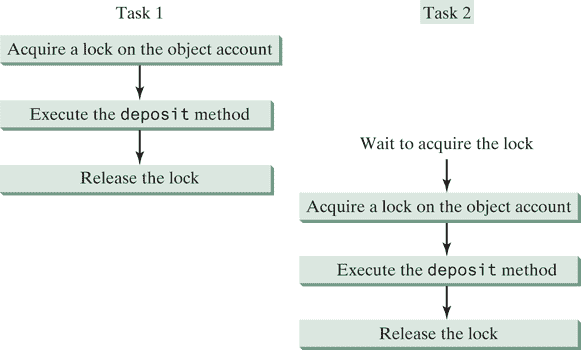 Task 1
Acquire a lock on the object account
Execute the deposit method
Release the lock
Task 2
Wait to acquire the lock
Acquire a lock on the object account
Execute the deposit method
Release the lock